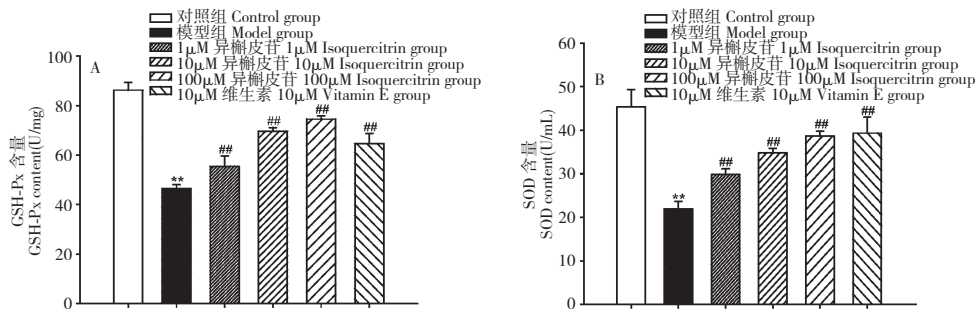 对照组 Control group
模型组 Model group
1μM 异槲皮苷 1μM Isoquercitrin group
10μM 异槲皮苷 10μM Isoquercitrin group
100μM 异槲皮苷 100μM Isoquercitrin group
10μM 维生素 10μM Vitamin E group
A
GSH-Px 含量
GSH-Px content(U/mg)
100
80
60
40
20
0
**
##
##
##
##
对照组 Control group
模型组 Model group
1μM 异槲皮苷 1μM Isoquercitrin group
10μM 异槲皮苷 10μM Isoquercitrin group
100μM 异槲皮苷 100μM Isoquercitrin group
10μM 维生素 10μM Vitamin E group
B
SOD 含量
SOD content(U/mL)
60
50
40
30
20
10
0
**
##
##
##
##